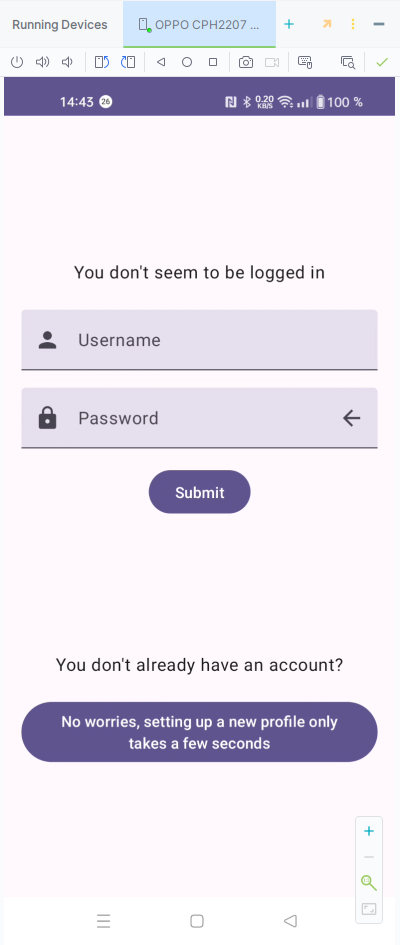 Running Devices
OPPO CPH2207 ...
14:43 26
0.20 KB/S 100 %
You don't seem to be logged in
Username
Password
Submit
You don't already have an account?
No worries, setting up a new profile only
takes a few seconds